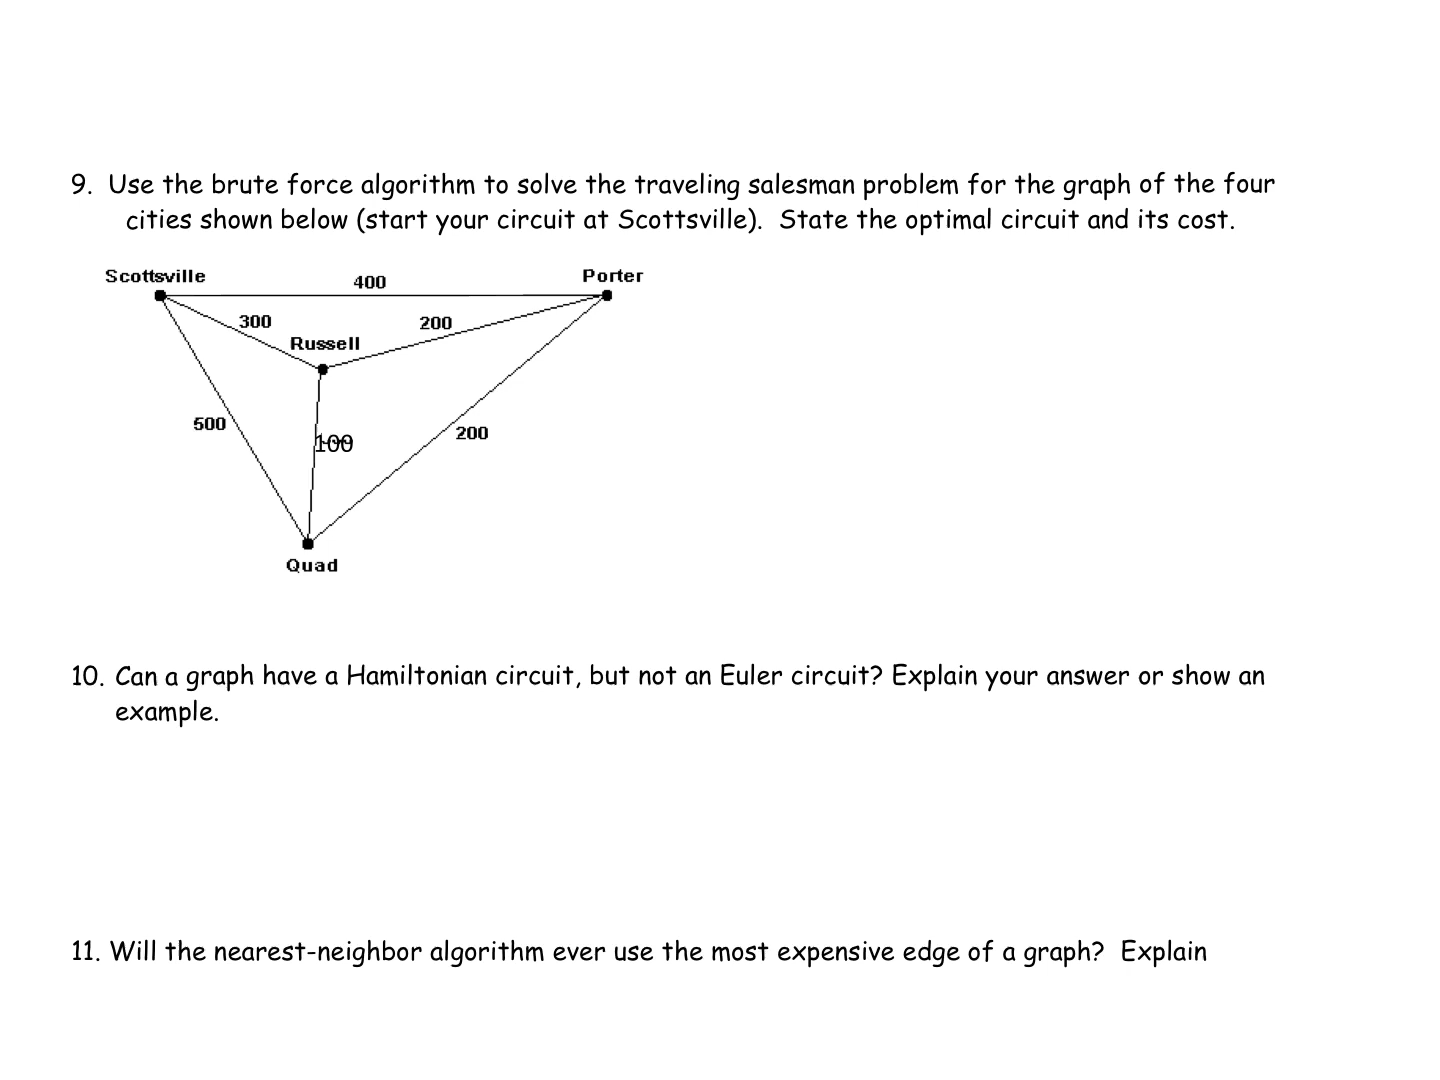 9. Use the brute force algorithm to solve the traveling salesman problem for the graph of the four
cities shown below (start your circuit at Scottsville). State the optimal circuit and its cost.
Scottsville
400
Porter
300
200
Russell
500
100
200
Quad
10. Can a graph have a Hamiltonian circuit, but not an Euler circuit? Explain your answer or show an
example.
11. Will the nearest-neighbor algorithm ever use the most expensive edge of a graph? Explain